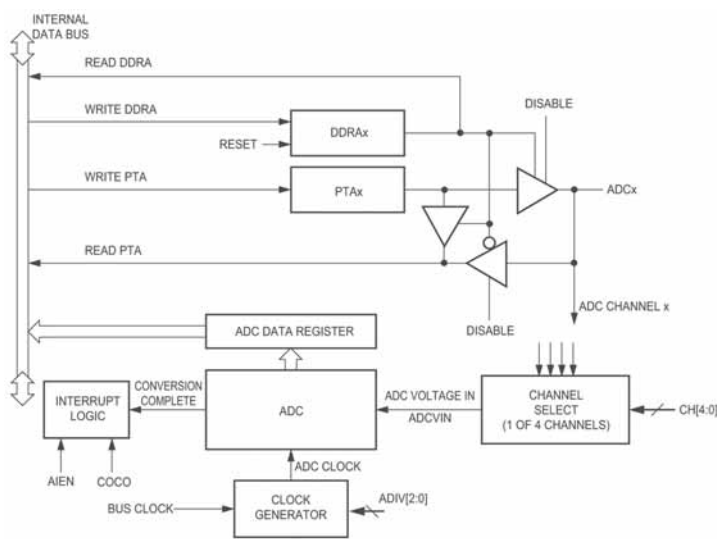 INTERNAL
DATA BUS
READ DDRA
WRITE DDRA
DISABLE
DDRAx
RESET
WRITE PTA
PTAx
ADCx
READ PTA
DISABLE
ADC CHANNEL x
ADC DATA REGISTER
INTERRUPT
LOGIC
CONVERSION
COMPLETE
ADC
ADC VOLTAGE IN
ADCVIN
CHANNEL
SELECT
(1 OF 4 CHANNELS)
CH[4:0]
AIEN
COCO
ADC CLOCK
BUS CLOCK
CLOCK
GENERATOR
ADIV[2:0]